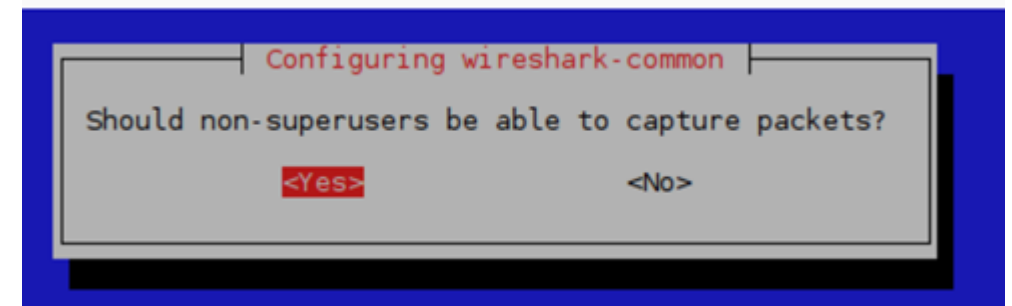 Configuring wireshark-common
Should non-superusers be able to capture packets?
<Yes> <No>